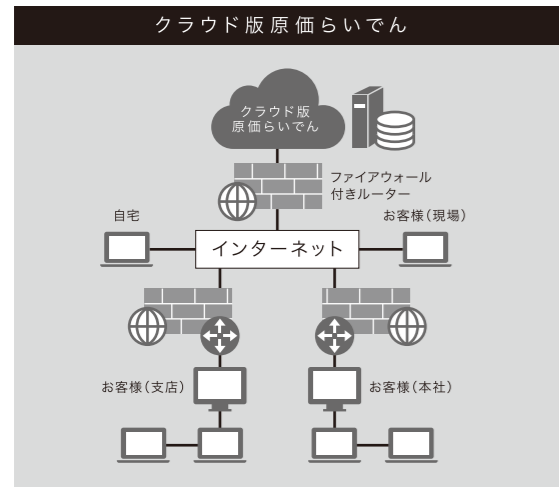 クラウド版原価らいでん
クラウド版
原価らいでん
ファイアウォール
付きルーター
自宅
お客様(現場)
インターネット
お客様(支店)
お客様(本社)